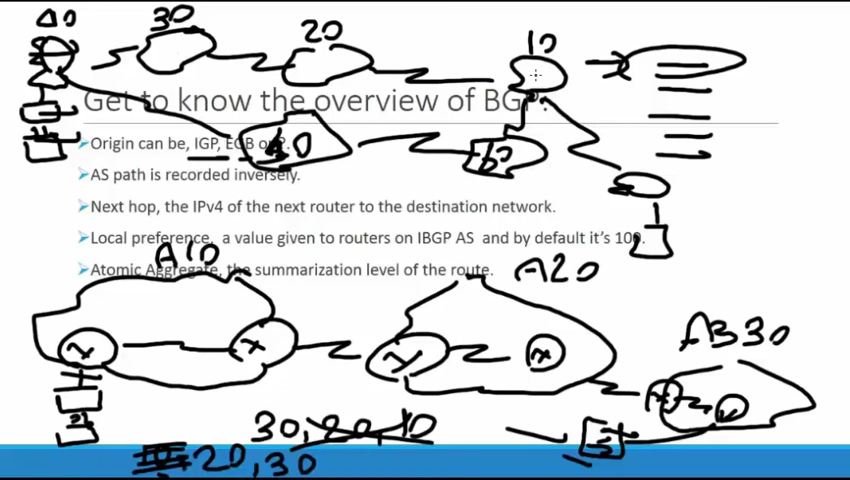 40
30
20
10
Get to know the overview of BGP.
➢Origin can be, IGP, EGB or
40
60
➢AS path is recorded inversely.
➢Next hop, the IPv4 of the next router to the destination network.
➢Local preference, a value given to routers on IBGP AS and by default it's 100.
➢Atomic Aggregate, the summarization level of the route.
A10
A20
AB30
30, 20, 10
20, 30